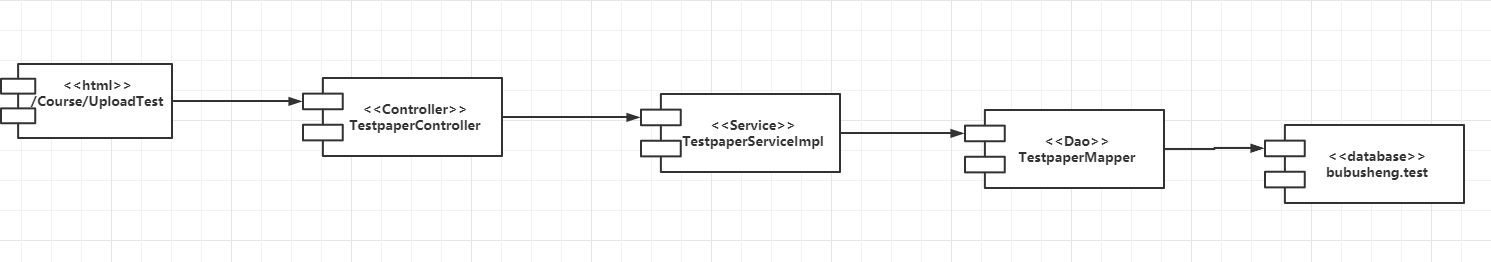 <<html>>
/Course/UploadTest
<<Controller>>
TestpaperController
<<Service>>
TestpaperServiceImpl
<<Dao>>
TestpaperMapper
<<database>>
bubusheng.test